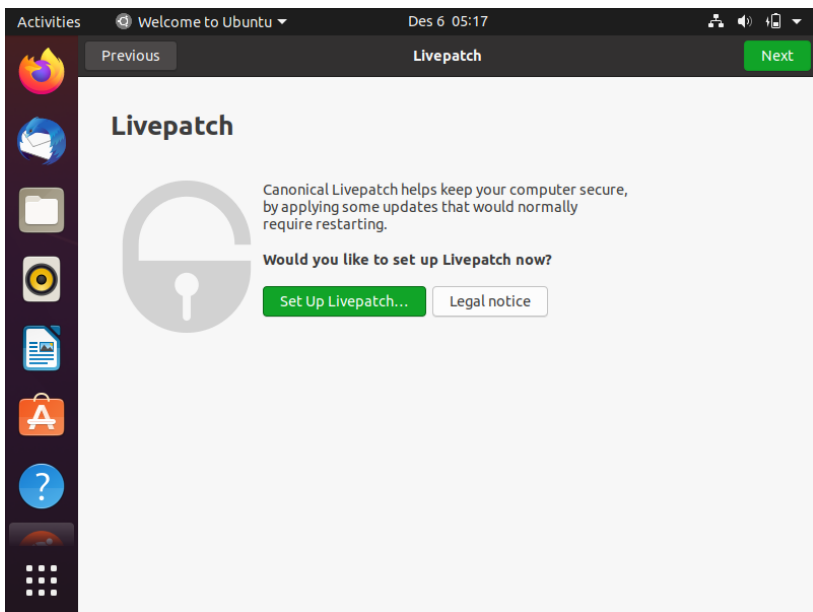 Activities
Welcome to Ubuntu
Des 6 05:17
Previous
Livepatch
Next
Livepatch
Canonical Livepatch helps keep your computer secure,
by applying some updates that would normally
require restarting.
Would you like to set up Livepatch now?
Set Up Livepatch...
Legal notice